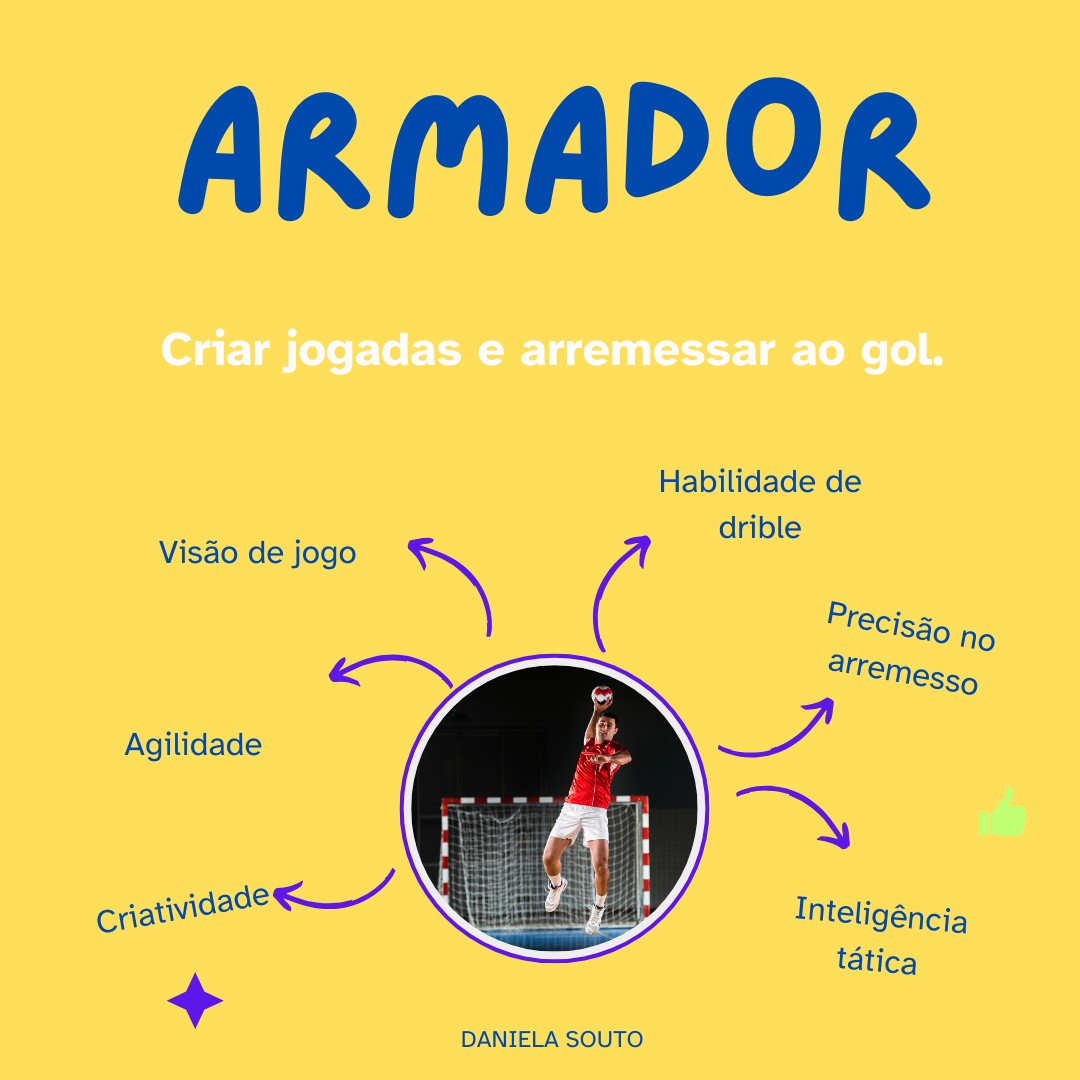 ARMADOR
Criar jogadas e arremessar ao gol.
Habilidade de
drible
Visão de jogo
Precisão no
arremesso
Agilidade
Criatividade
Inteligência
tática
DANIELA SOUTO